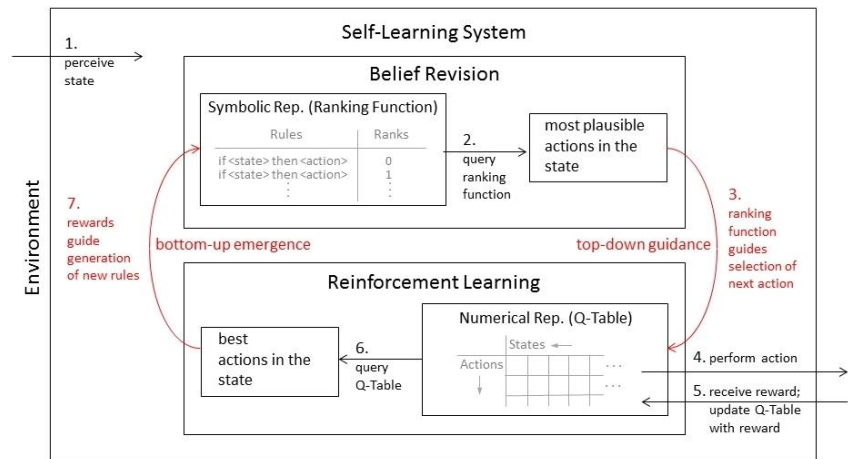 Self-Learning System
1.
perceive
state
Belief Revision
Symbolic Rep. (Ranking Function)
Rules Ranks
if <state> then <action> 0
if <state> then <action> 1
⋮ ⋮
2.
query
ranking
function
most plausible
actions in the
state
3.
ranking
function
guides
selection of
next action
top-down guidance
Environment
7.
rewards
guide
generation
of new rules
bottom-up emergence
Reinforcement Learning
Numerical Rep. (Q-Table)
States
Actions
...
...
6.
query
Q-Table
best
actions in the
state
4. perform action
5. receive reward;
update Q-Table
with reward